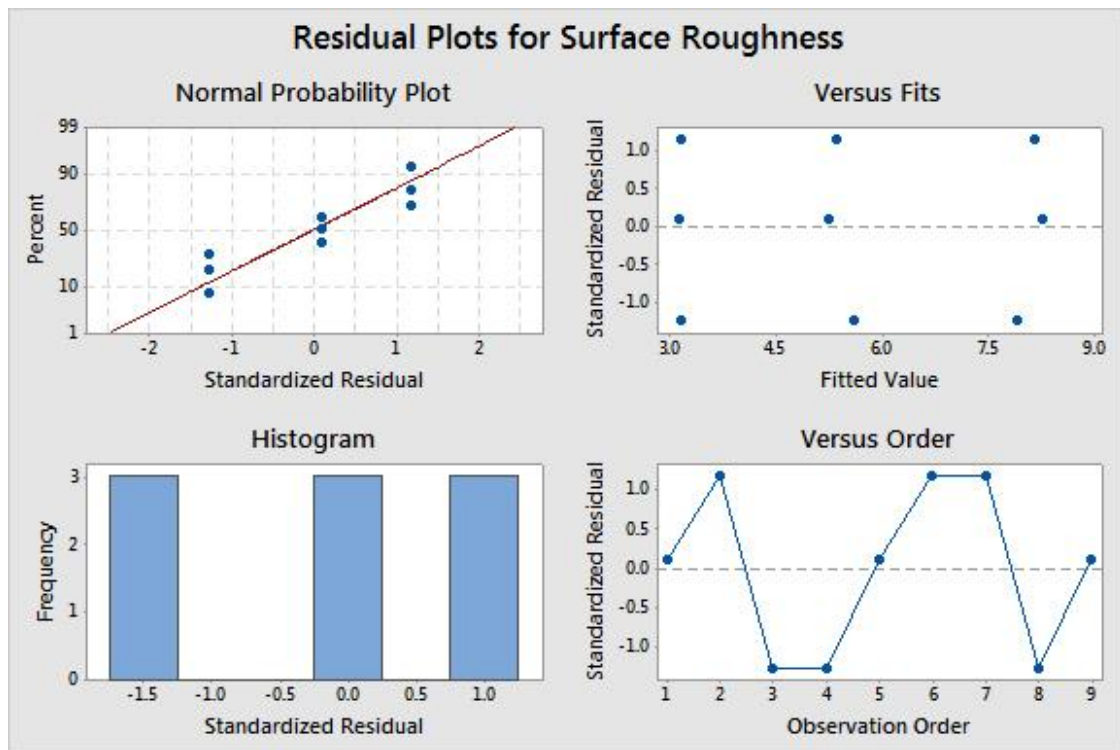 Residual Plots for Surface Roughness
Normal Probability Plot
Percent
99
90
50
10
1
-2 -1 0 1 2
Standardized Residual
Versus Fits
Standardized Residual
1.0
0.5
0.0
-0.5
-1.0
3.0 4.5 6.0 7.5 9.0
Fitted Value
Histogram
Frequency
3
2
1
0
-1.5 -1.0 -0.5 0.0 0.5 1.0
Standardized Residual
Versus Order
Standardized Residual
1.0
0.5
0.0
-0.5
-1.0
1 2 3 4 5 6 7 8 9
Observation Order